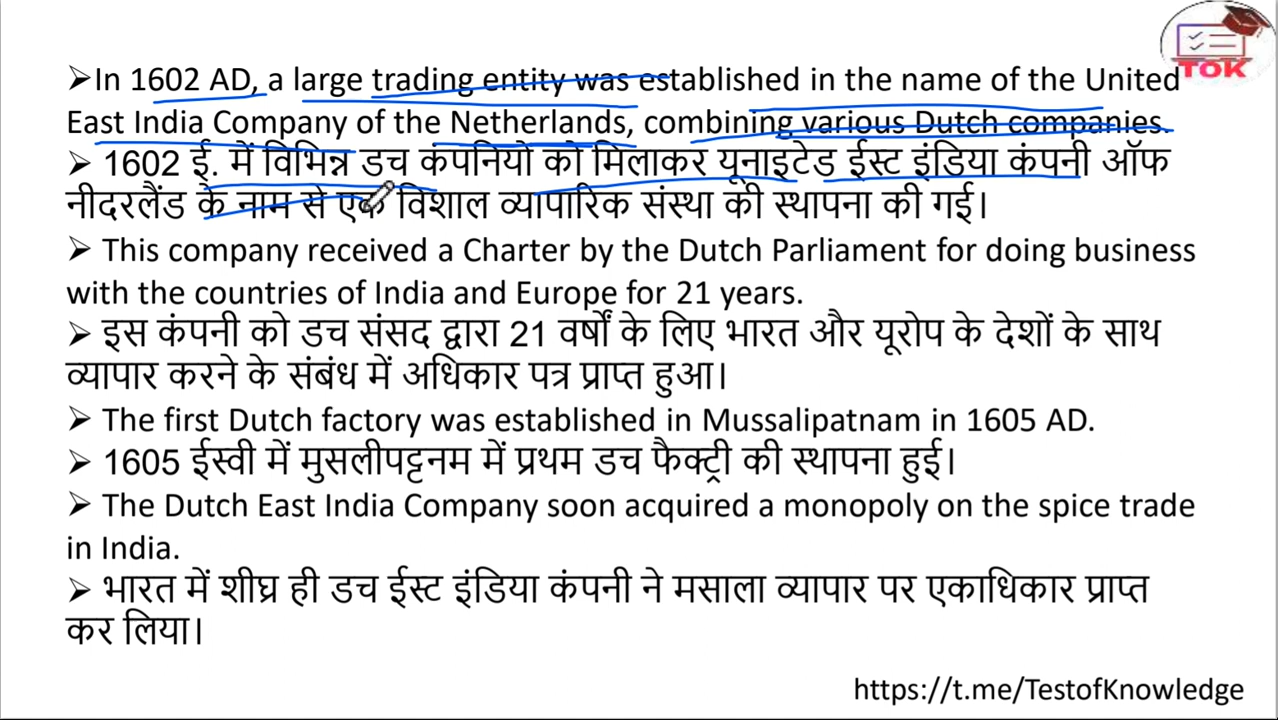 TOK
➢In 1602 AD, a large trading entity was established in the name of the United
East India Company of the Netherlands, combining various Dutch companies.
➢ 1602 ई. में विभिन्न डच कंपनियों को मिलाकर यूनाइटेड ईस्ट इंडिया कंपनी ऑफ
नीदरलैंड के नाम से एक विशाल व्यापारिक संस्था की स्थापना की गई।
➢ This company received a Charter by the Dutch Parliament for doing business
with the countries of India and Europe for 21 years.
➢ इस कंपनी को डच संसद द्वारा 21 वर्षों के लिए भारत और यूरोप के देशों के साथ
व्यापार करने के संबंध में अधिकार पत्र प्राप्त हुआ।
➢ The first Dutch factory was established in Mussalipatnam in 1605 AD.
➢ 1605 ईस्वी में मुसलीपट्टनम में प्रथम डच फैक्ट्री की स्थापना हुई।
➢ The Dutch East India Company soon acquired a monopoly on the spice trade
in India.
➢ भारत में शीघ्र ही डच ईस्ट इंडिया कंपनी ने मसाला व्यापार पर एकाधिकार प्राप्त
कर लिया।
https://t.me/TestofKnowledge